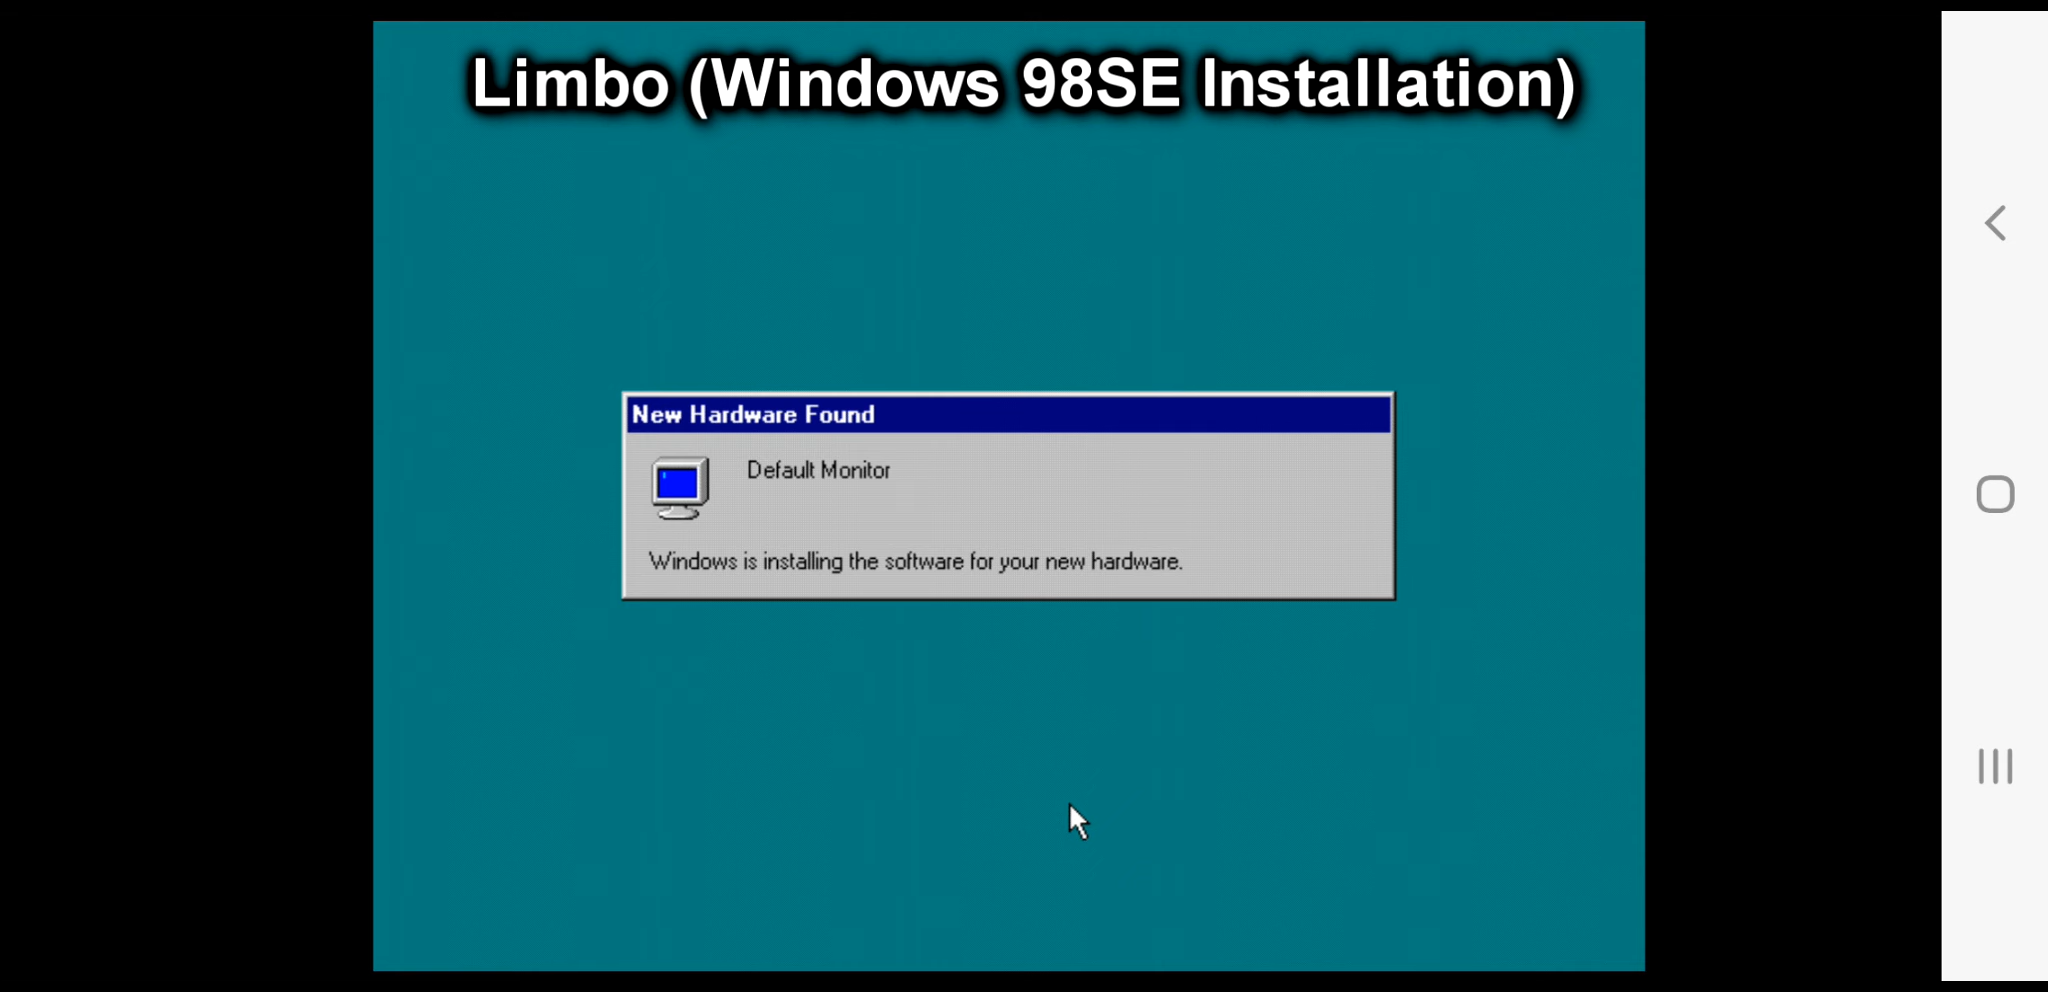 Limbo (Windows 98SE Installation)
New Hardware Found
Default Monitor
Windows is installing the software for your new hardware.